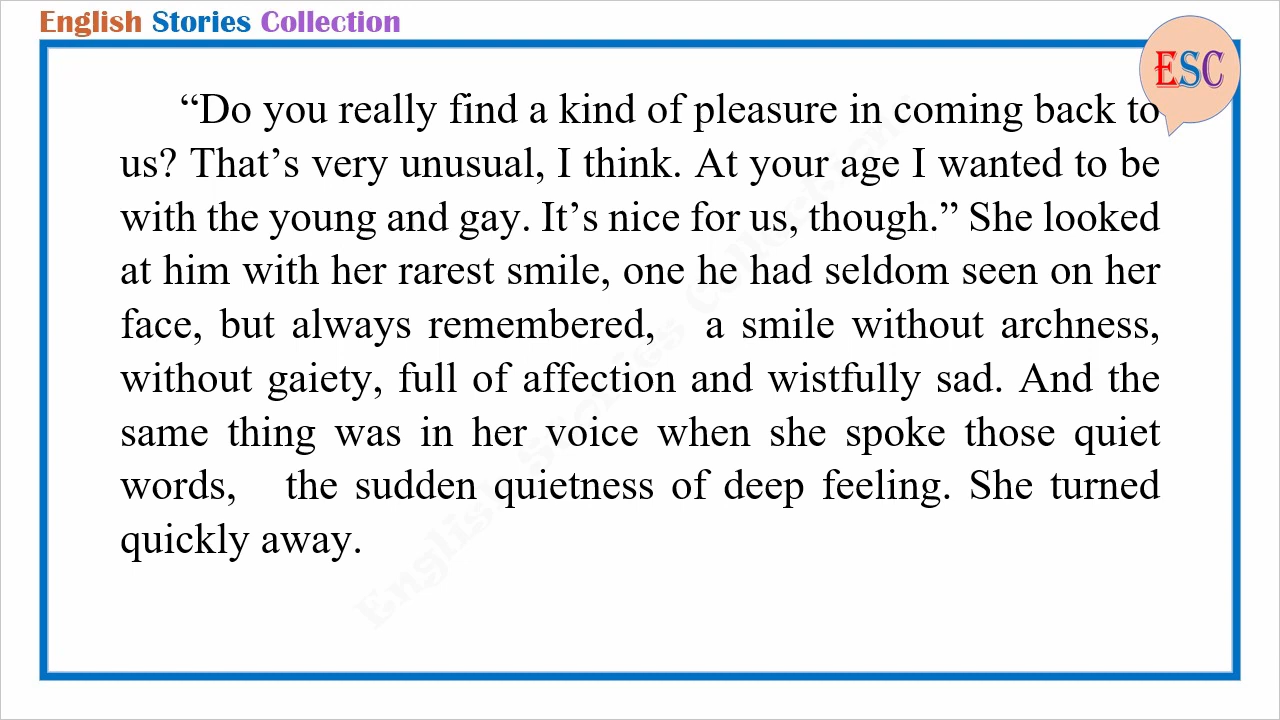 English Stories Collection
ESC
“Do you really find a kind of pleasure in coming back to
us? That’s very unusual, I think. At your age I wanted to be
with the young and gay. It’s nice for us, though.” She looked
at him with her rarest smile, one he had seldom seen on her
face, but always remembered, a smile without archness,
without gaiety, full of affection and wistfully sad. And the
same thing was in her voice when she spoke those quiet
words, the sudden quietness of deep feeling. She turned
quickly away.
English Stories Collection